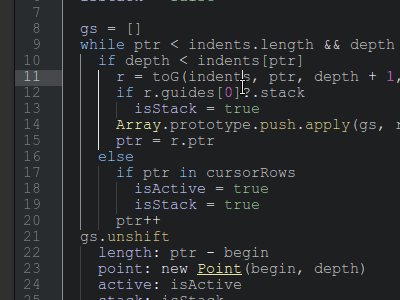 7
8 gs = []
9 while ptr < indents.length && depth
10 if depth < indents[ptr]
11 r = toG(indents, ptr, depth + 1,
12 if r.guides[0]?.stack
13 isStack = true
14 Array.prototype.push.apply(gs, r
15 ptr = r.ptr
16 else
17 if ptr in cursorRows
18 isActive = true
19 isStack = true
20 ptr++
21 gs.unshift
22 length: ptr - begin
23 point: new Point(begin, depth)
24 active: isActive